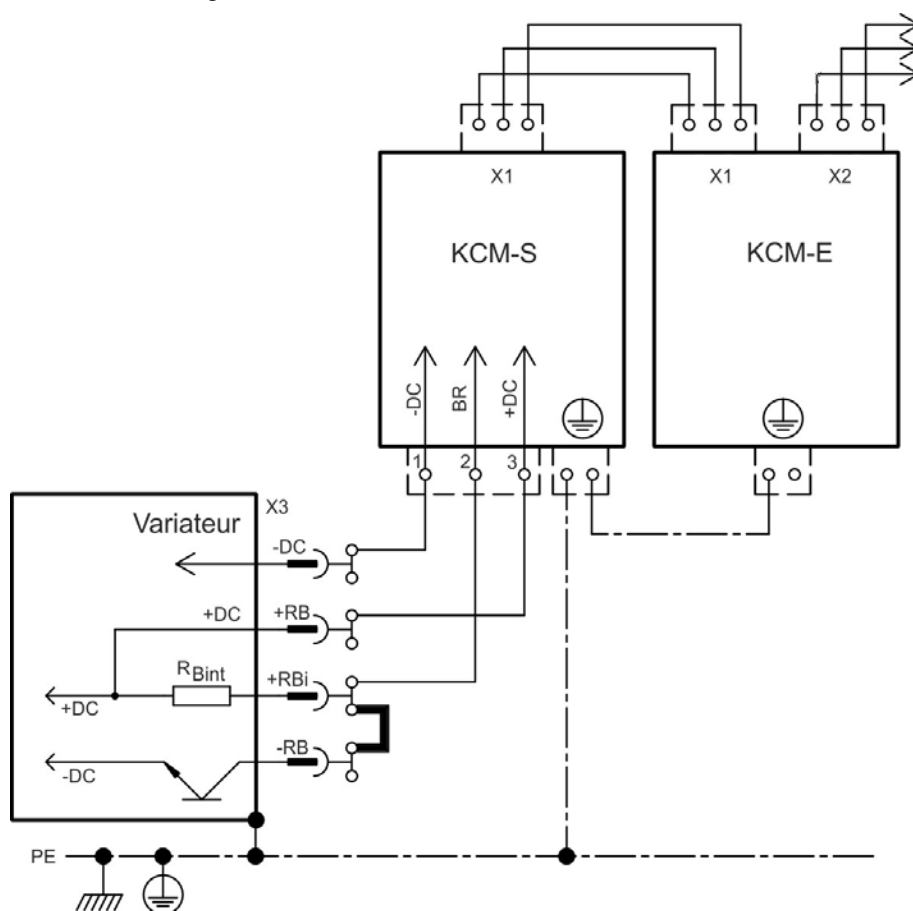 X1
X1
X2
KCM-S
KCM-E
-DC
BR
+DC
1
2
3
X3
Variateur
-DC
+DC
+RB
RBint
+RBi
+DC
-RB
-DC
PE